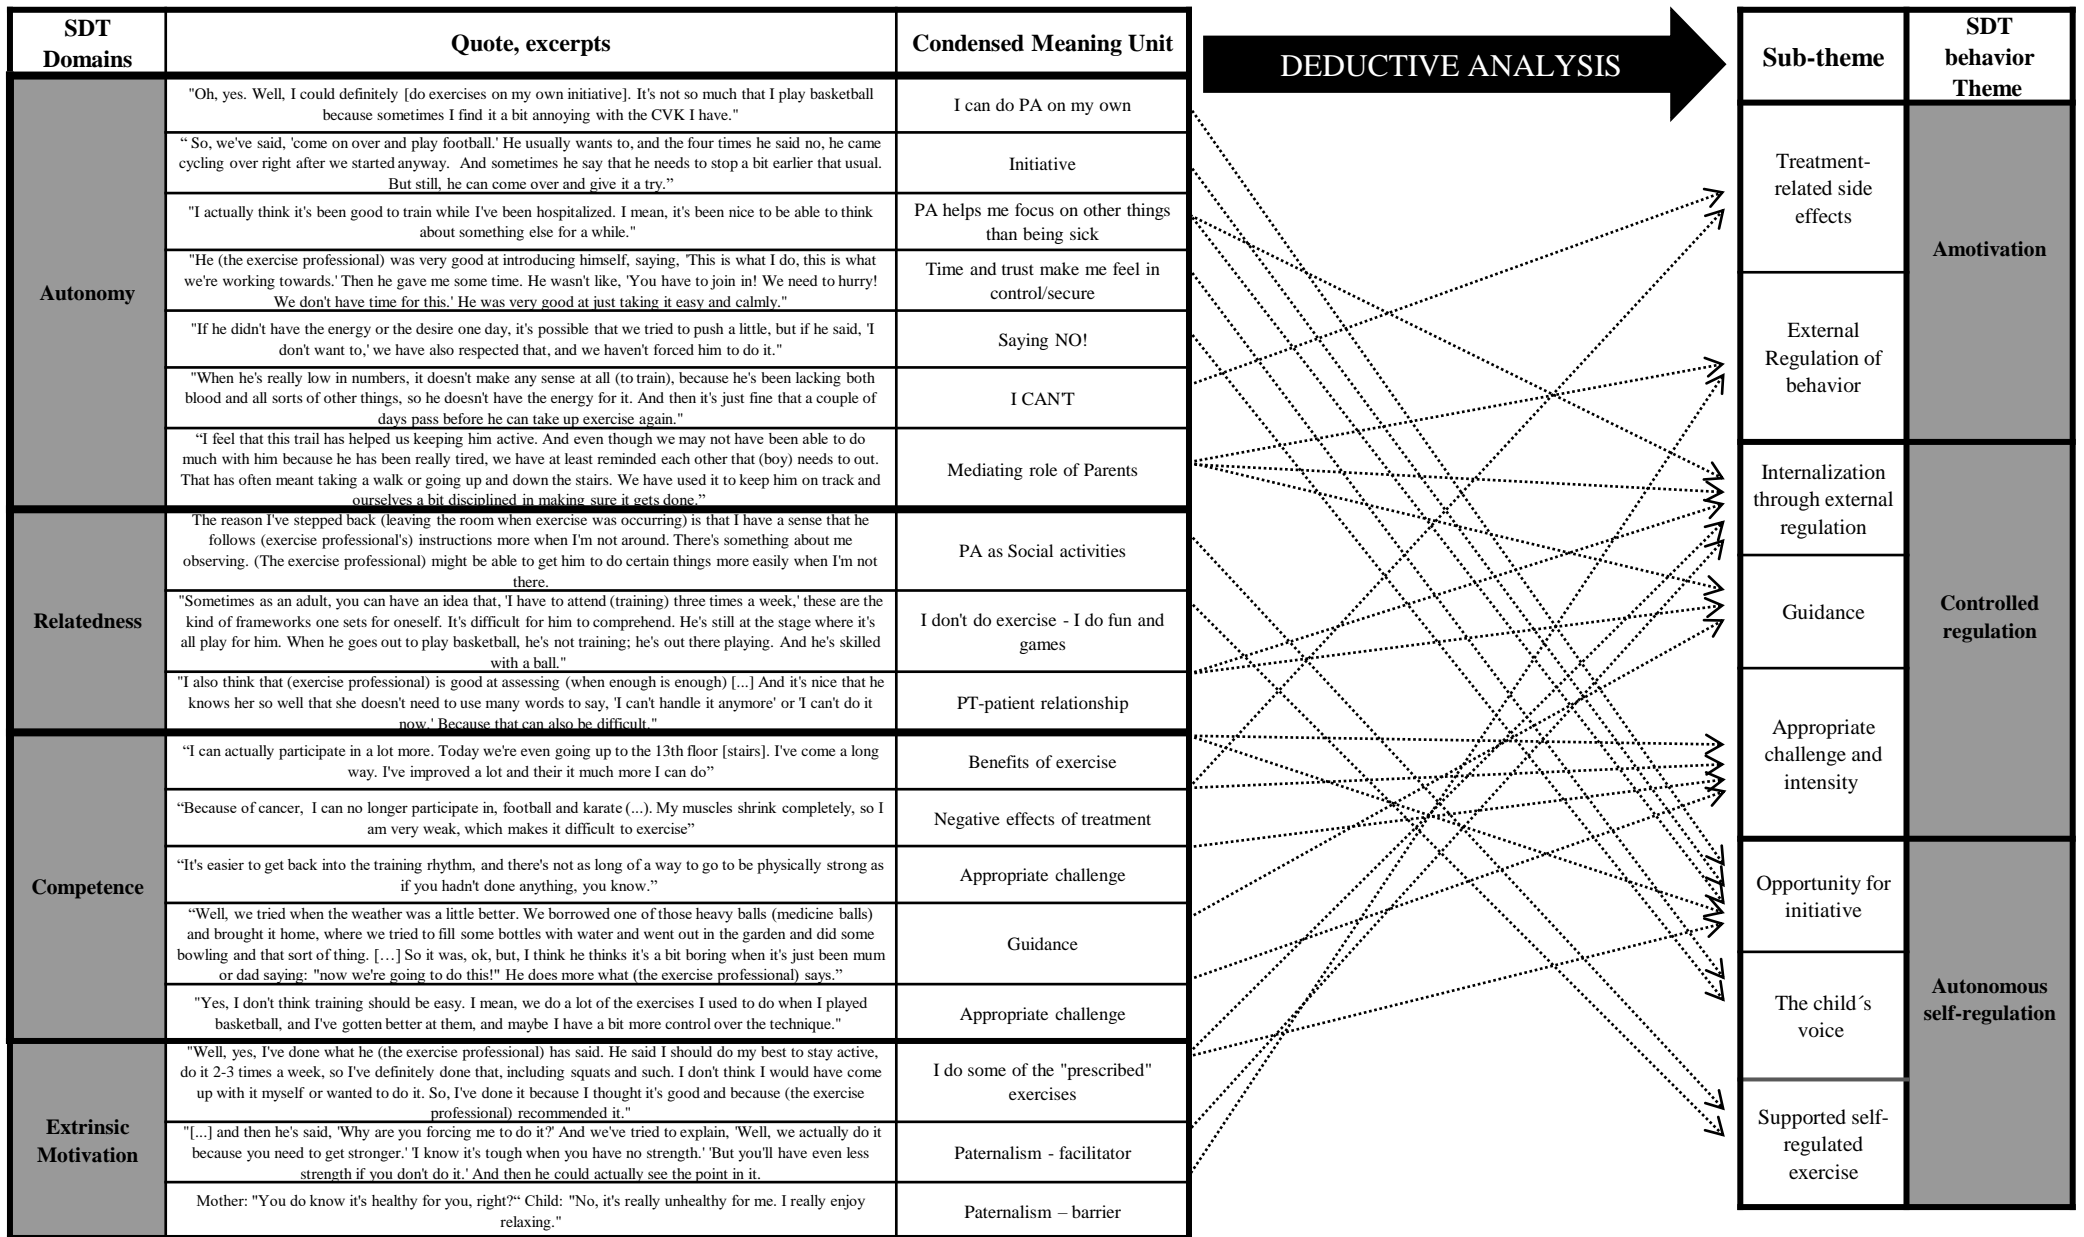 SDT
Domains
Quote, excerpts
Condensed Meaning Unit
Autonomy
"Oh, yes. Well, I could definitely [do exercises on my own initiative]. It's not so much that I play basketball
because sometimes I find it a bit annoying with the CVK I have."
I can do PA on my own
“ So, we've said, 'come on over and play football.' He usually wants to, and the four times he said no, he came
cycling over right after we started anyway. And sometimes he say that he needs to stop a bit earlier that usual.
But still, he can come over and give it a try.”
Initiative
"I actually think it's been good to train while I've been hospitalized. I mean, it's been nice to be able to think
about something else for a while."
PA helps me focus on other things
than being sick
"He (the exercise professional) was very good at introducing himself, saying, 'This is what I do, this is what
we're working towards.' Then he gave me some time. He wasn't like, 'You have to join in! We need to hurry!
We don't have time for this.' He was very good at just taking it easy and calmly."
Time and trust make me feel in
control/secure
"If he didn't have the energy or the desire one day, it's possible that we tried to push a little, but if he said, 'I
don't want to,' we have also respected that, and we haven't forced him to do it."
Saying NO!
"When he's really low in numbers, it doesn't make any sense at all (to train), because he's been lacking both
blood and all sorts of other things, so he doesn't have the energy for it. And then it's just fine that a couple of
days pass before he can take up exercise again."
I CAN'T
“I feel that this trail has helped us keeping him active. And even though we may not have been able to do
much with him because he has been really tired, we have at least reminded each other that (boy) needs to out.
That has often meant taking a walk or going up and down the stairs. We have used it to keep him on track and
ourselves a bit disciplined in making sure it gets done.”
Mediating role of Parents
Relatedness
The reason I've stepped back (leaving the room when exercise was occurring) is that I have a sense that he
follows (exercise professional's) instructions more when I'm not around. There's something about me
observing. (The exercise professional) might be able to get him to do certain things more easily when I'm not
there.
PA as Social activities
"Sometimes as an adult, you can have an idea that, 'I have to attend (training) three times a week,' these are the
kind of frameworks one sets for oneself. It's difficult for him to comprehend. He's still at the stage where it's
all play for him. When he goes out to play basketball, he's not training; he's out there playing. And he's skilled
with a ball."
I don't do exercise - I do fun and
games
"I also think that (exercise professional) is good at assessing (when enough is enough) [...] And it's nice that he
knows her so well that she doesn't need to use many words to say, 'I can't handle it anymore' or 'I can't do it
now.' Because that can also be difficult."
PT-patient relationship
Competence
“I can actually participate in a lot more. Today we're even going up to the 13th floor [stairs]. I've come a long
way. I've improved a lot and their it much more I can do”
Benefits of exercise
“Because of cancer, I can no longer participate in, football and karate (...). My muscles shrink completely, so I
am very weak, which makes it difficult to exercise”
Negative effects of treatment
“It's easier to get back into the training rhythm, and there's not as long of a way to go to be physically strong as
if you hadn't done anything, you know.”
Appropriate challenge
“Well, we tried when the weather was a little better. We borrowed one of those heavy balls (medicine balls)
and brought it home, where we tried to fill some bottles with water and went out in the garden and did some
bowling and that sort of thing. […] So it was, ok, but, I think he thinks it's a bit boring when it's just been mum
or dad saying: "now we're going to do this!" He does more what (the exercise professional) says.”
Guidance
"Yes, I don't think training should be easy. I mean, we do a lot of the exercises I used to do when I played
basketball, and I've gotten better at them, and maybe I have a bit more control over the technique."
Appropriate challenge
Extrinsic
Motivation
"Well, yes, I've done what he (the exercise professional) has said. He said I should do my best to stay active,
do it 2-3 times a week, so I've definitely done that, including squats and such. I don't think I would have come
up with it myself or wanted to do it. So, I've done it because I thought it's good and because (the exercise
professional) recommended it."
I do some of the "prescribed"
exercises
"[...] and then he's said, 'Why are you forcing me to do it?' And we've tried to explain, 'Well, we actually do it
because you need to get stronger.' 'I know it's tough when you have no strength.' 'But you'll have even less
strength if you don't do it.' And then he could actually see the point in it.
Paternalism - facilitator
Mother: "You do know it's healthy for you, right?“ Child: "No, it's really unhealthy for me. I really enjoy
relaxing."
Paternalism – barrier
DEDUCTIVE ANALYSIS
Sub-theme
SDT
behavior
Theme
Treatment-
related side
effects
External
Regulation of
behavior
Amotivation
Internalization
through external
regulation
Guidance
Appropriate
challenge and
intensity
Controlled
regulation
Opportunity for
initiative
The child´s
voice
Supported self-
regulated
exercise
Autonomous
self-regulation